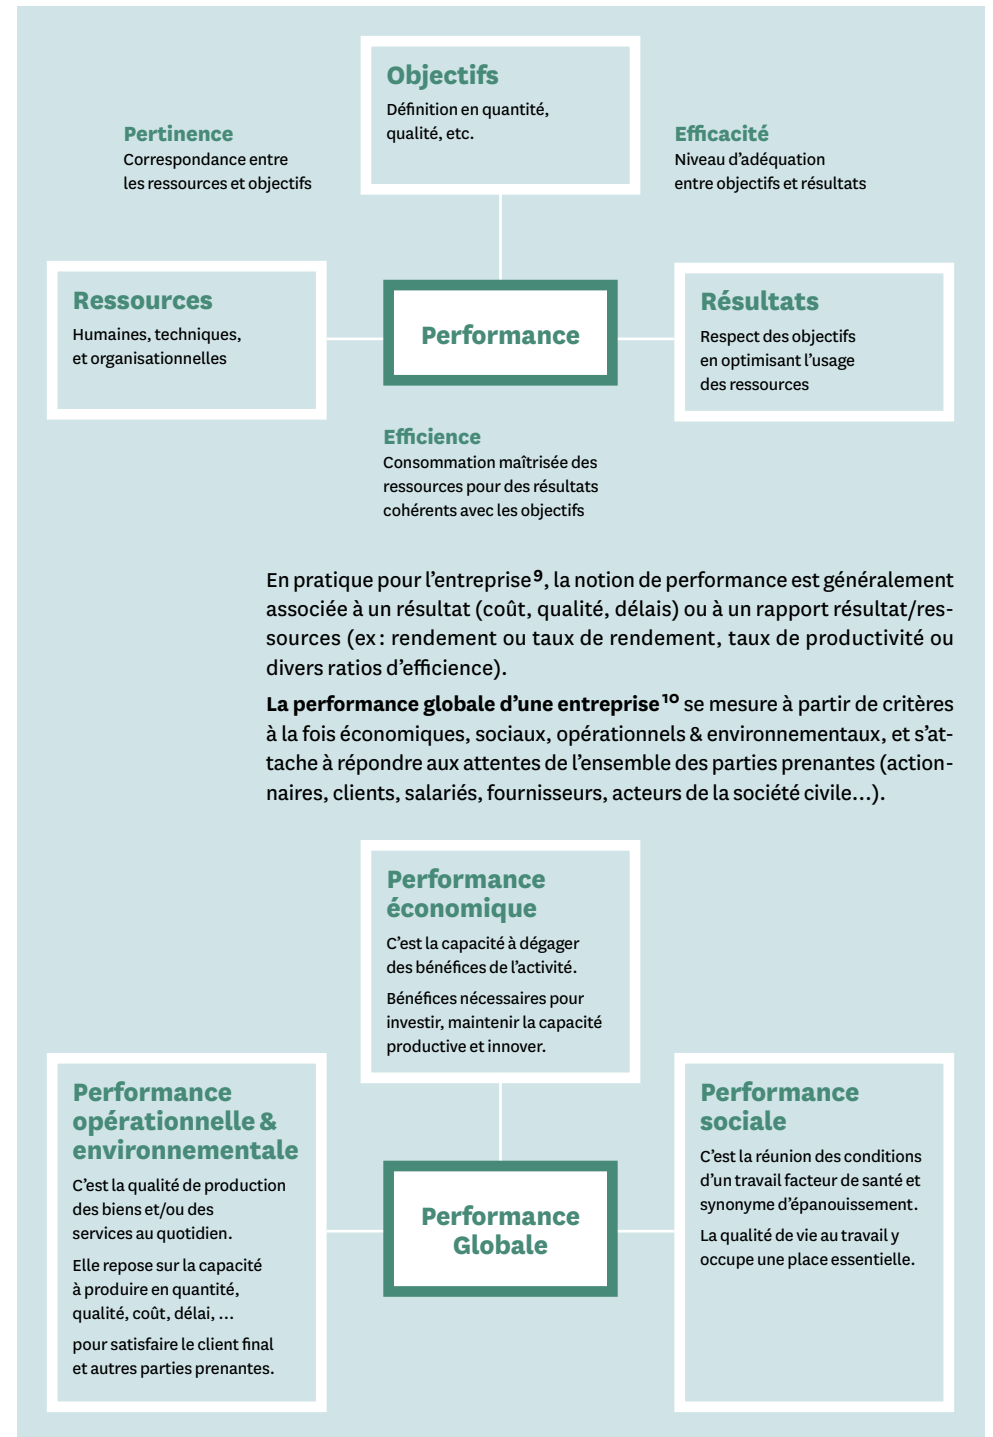 Objectifs
Définition en quantité,
qualité, etc.
Pertinence
Correspondance entre
les ressources et objectifs
Efficacité
Niveau d’adéquation
entre objectifs et résultats
Ressources
Humaines, techniques,
et organisationnelles
Performance
Résultats
Respect des objectifs
en optimisant l’usage
des ressources
Efficience
Consommation maîtrisée des
ressources pour des résultats
cohérents avec les objectifs
En pratique pour l’entreprise⁹, la notion de performance est généralement
associée à un résultat (coût, qualité, délais) ou à un rapport résultat/res-
sources (ex : rendement ou taux de rendement, taux de productivité ou
divers ratios d’efficience).
La performance globale d’une entreprise¹⁰ se mesure à partir de critères
à la fois économiques, sociaux, opérationnels & environnementaux, et s’at-
tache à répondre aux attentes de l’ensemble des parties prenantes (action-
naires, clients, salariés, fournisseurs, acteurs de la société civile…).
Performance
économique
C’est la capacité à dégager
des bénéfices de l’activité.
Bénéfices nécessaires pour
investir, maintenir la capacité
productive et innover.
Performance
opérationnelle &
environnementale
C’est la qualité de production
des biens et/ou des
services au quotidien.
Elle repose sur la capacité
à produire en quantité,
qualité, coût, délai, …
pour satisfaire le client final
et autres parties prenantes.
Performance
Globale
Performance
sociale
C’est la réunion des conditions
d’un travail facteur de santé et
synonyme d’épanouissement.
La qualité de vie au travail y
occupe une place essentielle.